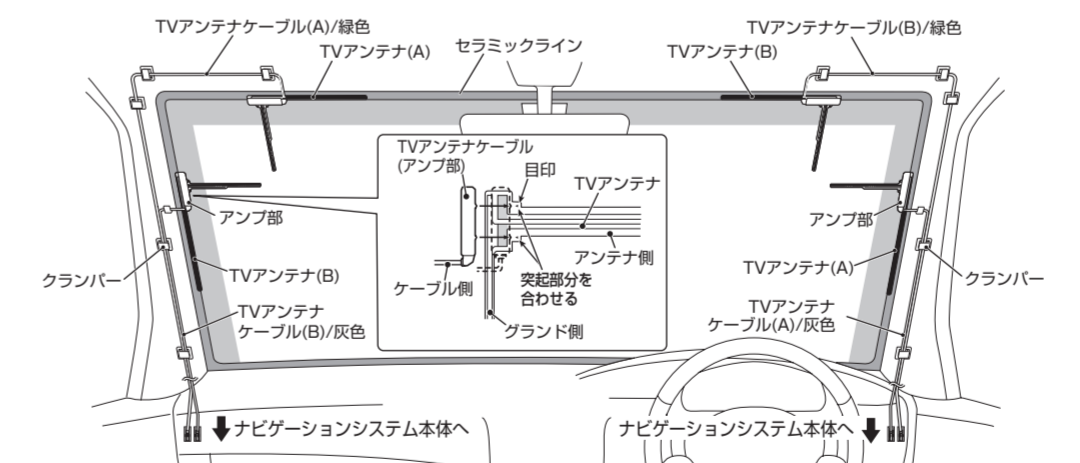 TVアンテナケーブル(A)/緑色
TVアンテナ(A)
セラミックライン
TVアンテナ(B)
TVアンテナケーブル(B)/緑色
TVアンテナケーブル
(アンプ部)
目印
TVアンテナ
アンテナ側
突起部分を
合わせる
ケーブル側
グランド側
アンプ部
クランパー
TVアンテナ(B)
TVアンテナ
ケーブル(B)/灰色
アンプ部
TVアンテナ(A)
クランパー
TVアンテナ
ケーブル(A)/灰色
ナビゲーションシステム本体へ
ナビゲーションシステム本体へ